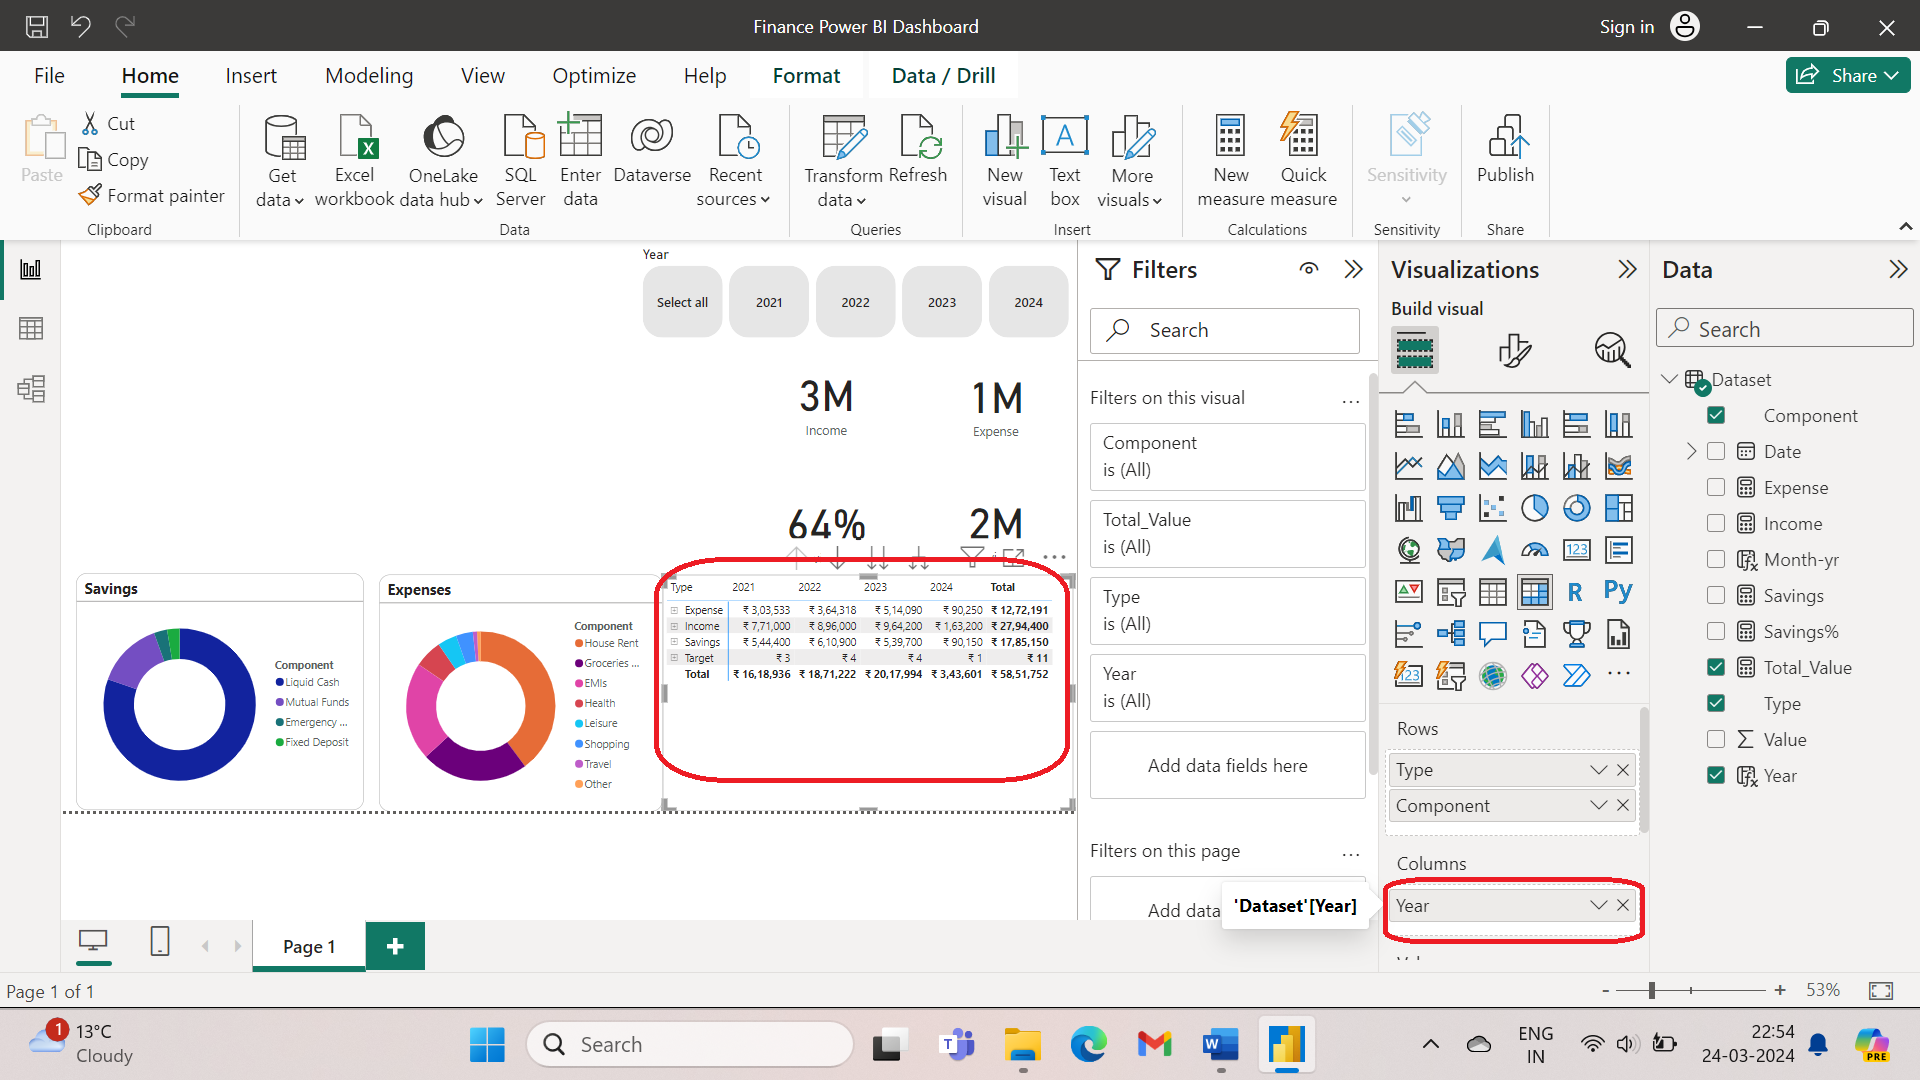 Finance Power BI Dashboard
Sign in
File Home Insert Modeling View Optimize Help Format Data / Drill
Share
Paste
Cut
Copy
Format painter
Clipboard
Get data
Excel workbook
OneLake data hub
SQL Server
Enter data
Dataverse
Recent sources
Data
Transform data
Refresh
Queries
New visual
Text box
More visuals
Insert
New measure
Quick measure
Calculations
Sensitivity
Sensitivity
Publish
Share
Year
Select all 2021 2022 2023 2024
3M
Income
1M
Expense
64%
2M
Savings
Component
Liquid Cash
Mutual Funds
Emergency ...
Fixed Deposit
Expenses
Component
House Rent
Groceries ...
EMIs
Health
Leisure
Shopping
Travel
Other
Type 2021 2022 2023 2024 Total
Expense ₹ 3,03,533 ₹ 3,64,318 ₹ 5,14,090 ₹ 90,250 ₹ 12,72,191
Income ₹ 7,71,000 ₹ 8,96,000 ₹ 9,64,200 ₹ 1,63,200 ₹ 27,94,400
Savings ₹ 5,44,400 ₹ 6,10,900 ₹ 5,39,700 ₹ 90,150 ₹ 17,85,150
Target ₹ 3 ₹ 4 ₹ 4 ₹ 1 ₹ 11
Total ₹ 16,18,936 ₹ 18,71,222 ₹ 20,17,994 ₹ 3,43,601 ₹ 58,51,752
Filters
Search
Filters on this visual ...
Component
is (All)
Total_Value
is (All)
Type
is (All)
Year
is (All)
Add data fields here
Filters on this page ...
Add data
'Dataset'[Year]
Visualizations
Build visual
123
R
Py
123
...
Rows
Type
Component
Columns
Year
Data
Search
Dataset
Component
Date
Expense
Income
Month-yr
Savings
Savings%
Total_Value
Type
Value
Year
Page 1
Page 1 of 1
- + 53%
1
13°C
Cloudy
Search
ENG
IN
22:54
24-03-2024
PRE